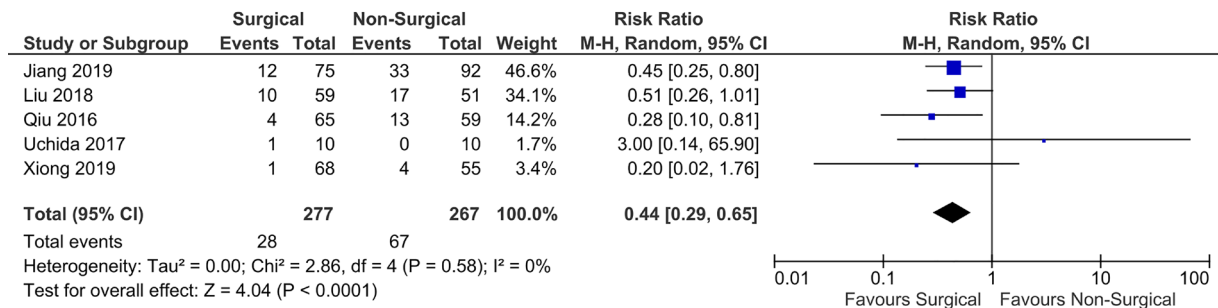 Surgical Non-Surgical Risk Ratio Risk Ratio
Study or Subgroup Events Total Events Total Weight M-H, Random, 95% CI M-H, Random, 95% CI
Jiang 2019 12 75 33 92 46.6% 0.45 [0.25, 0.80]
Liu 2018 10 59 17 51 34.1% 0.51 [0.26, 1.01]
Qiu 2016 4 65 13 59 14.2% 0.28 [0.10, 0.81]
Uchida 2017 1 10 0 10 1.7% 3.00 [0.14, 65.90]
Xiong 2019 1 68 4 55 3.4% 0.20 [0.02, 1.76]
Total (95% CI) 277 267 100.0% 0.44 [0.29, 0.65]
Total events 28 67
Heterogeneity: Tau² = 0.00; Chi² = 2.86, df = 4 (P = 0.58); I² = 0%
Test for overall effect: Z = 4.04 (P < 0.0001)
0.01 0.1 1 10 100
Favours Surgical Favours Non-Surgical